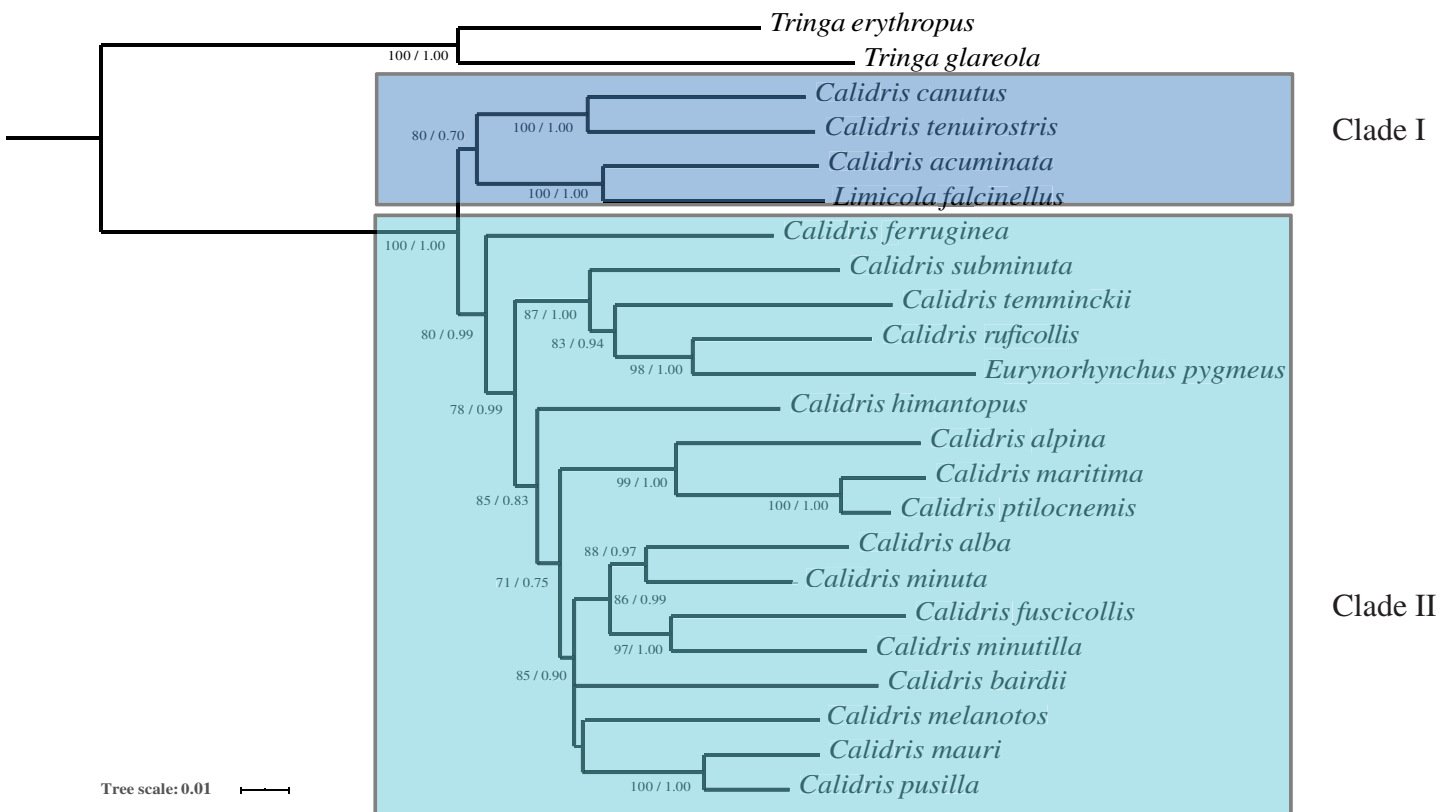 Tringa erythropus
100 / 1.00
Tringa glareola
Calidris canutus
100 / 1.00
Calidris tenuirostris
Clade I
80 / 0.70
Calidris acuminata
100 / 1.00
Limicola falcinellus
Calidris ferruginea
100 / 1.00
Calidris subminuta
Calidris temminckii
87 / 1.00
80 / 0.99
Calidris ruficollis
83 / 0.94
98 / 1.00
Eurynorhynchus pygmeus
Calidris himantopus
78 / 0.99
Calidris alpina
Calidris maritima
99 / 1.00
85 / 0.83
100 / 1.00
Calidris ptilocnemis
Calidris alba
88 / 0.97
71 / 0.75
Calidris minuta
86 / 0.99
Calidris fuscicollis
Clade II
97/ 1.00
Calidris minutilla
85 / 0.90
Calidris bairdii
Calidris melanotos
Calidris mauri
100 / 1.00
Calidris pusilla
Tree scale: 0.01